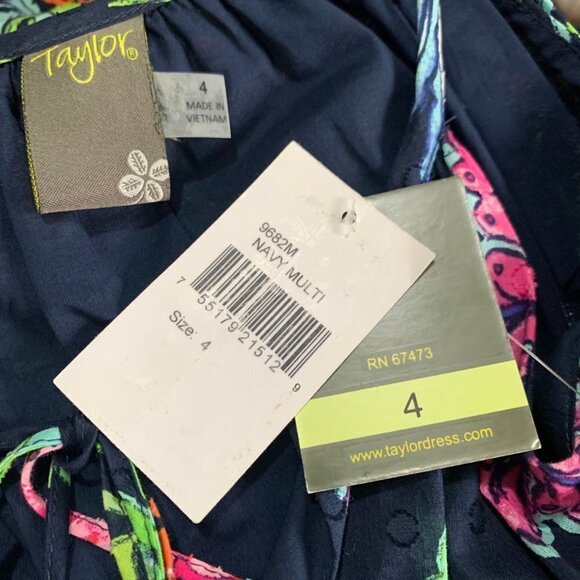 Taylor®
4
MADE IN
VIETNAM
9682M
NAVY MULTI
7 55179 21512 9
Size: 4
RN 67473
4
www.taylordress.com